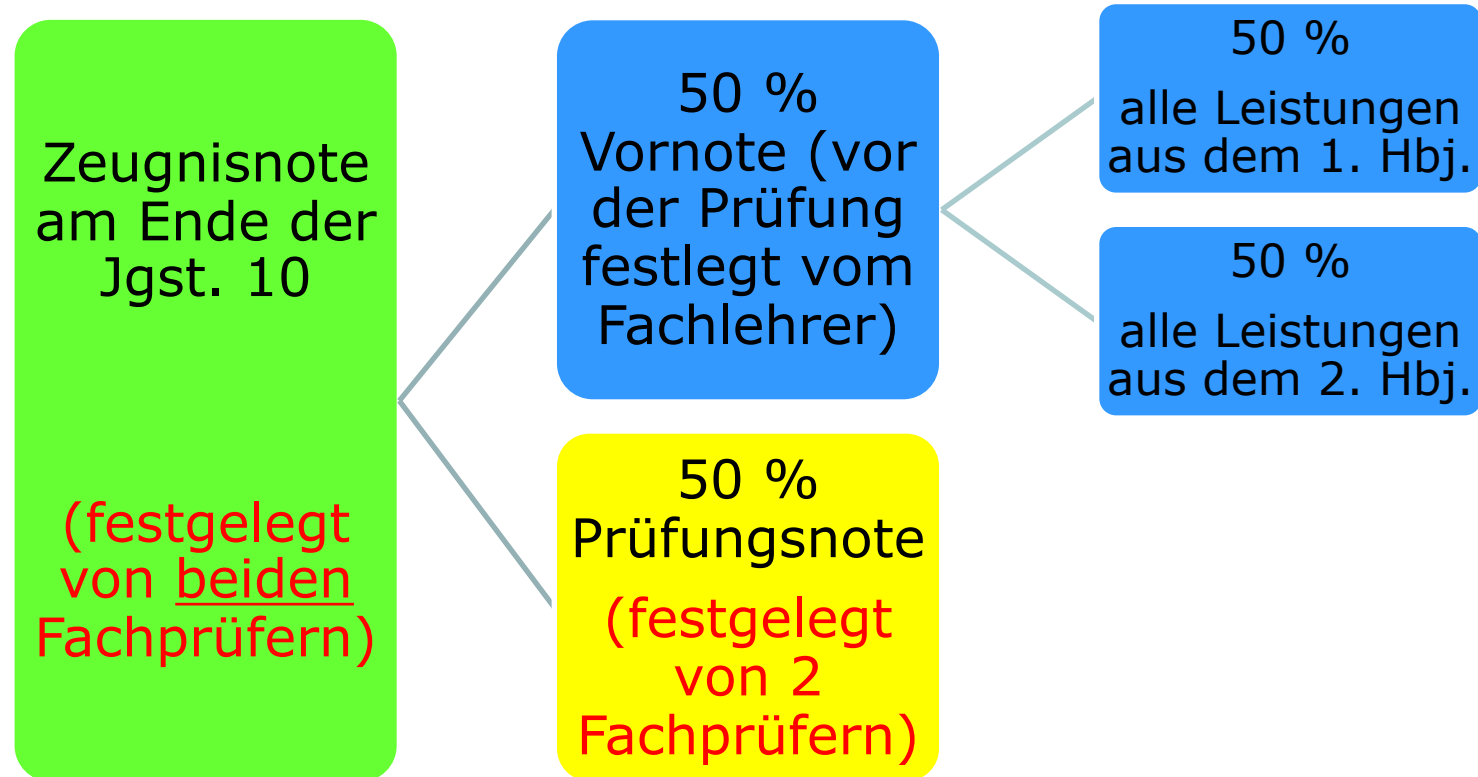 Zeugnisnote
am Ende der
Jgst. 10
(festgelegt
von beiden
Fachprüfern)
50 %
Vornote (vor
der Prüfung
festlegt vom
Fachlehrer)
50 %
Prüfungsnote
(festgelegt
von 2
Fachprüfern)
50 %
alle Leistungen
aus dem 1. Hbj.
50 %
alle Leistungen
aus dem 2. Hbj.